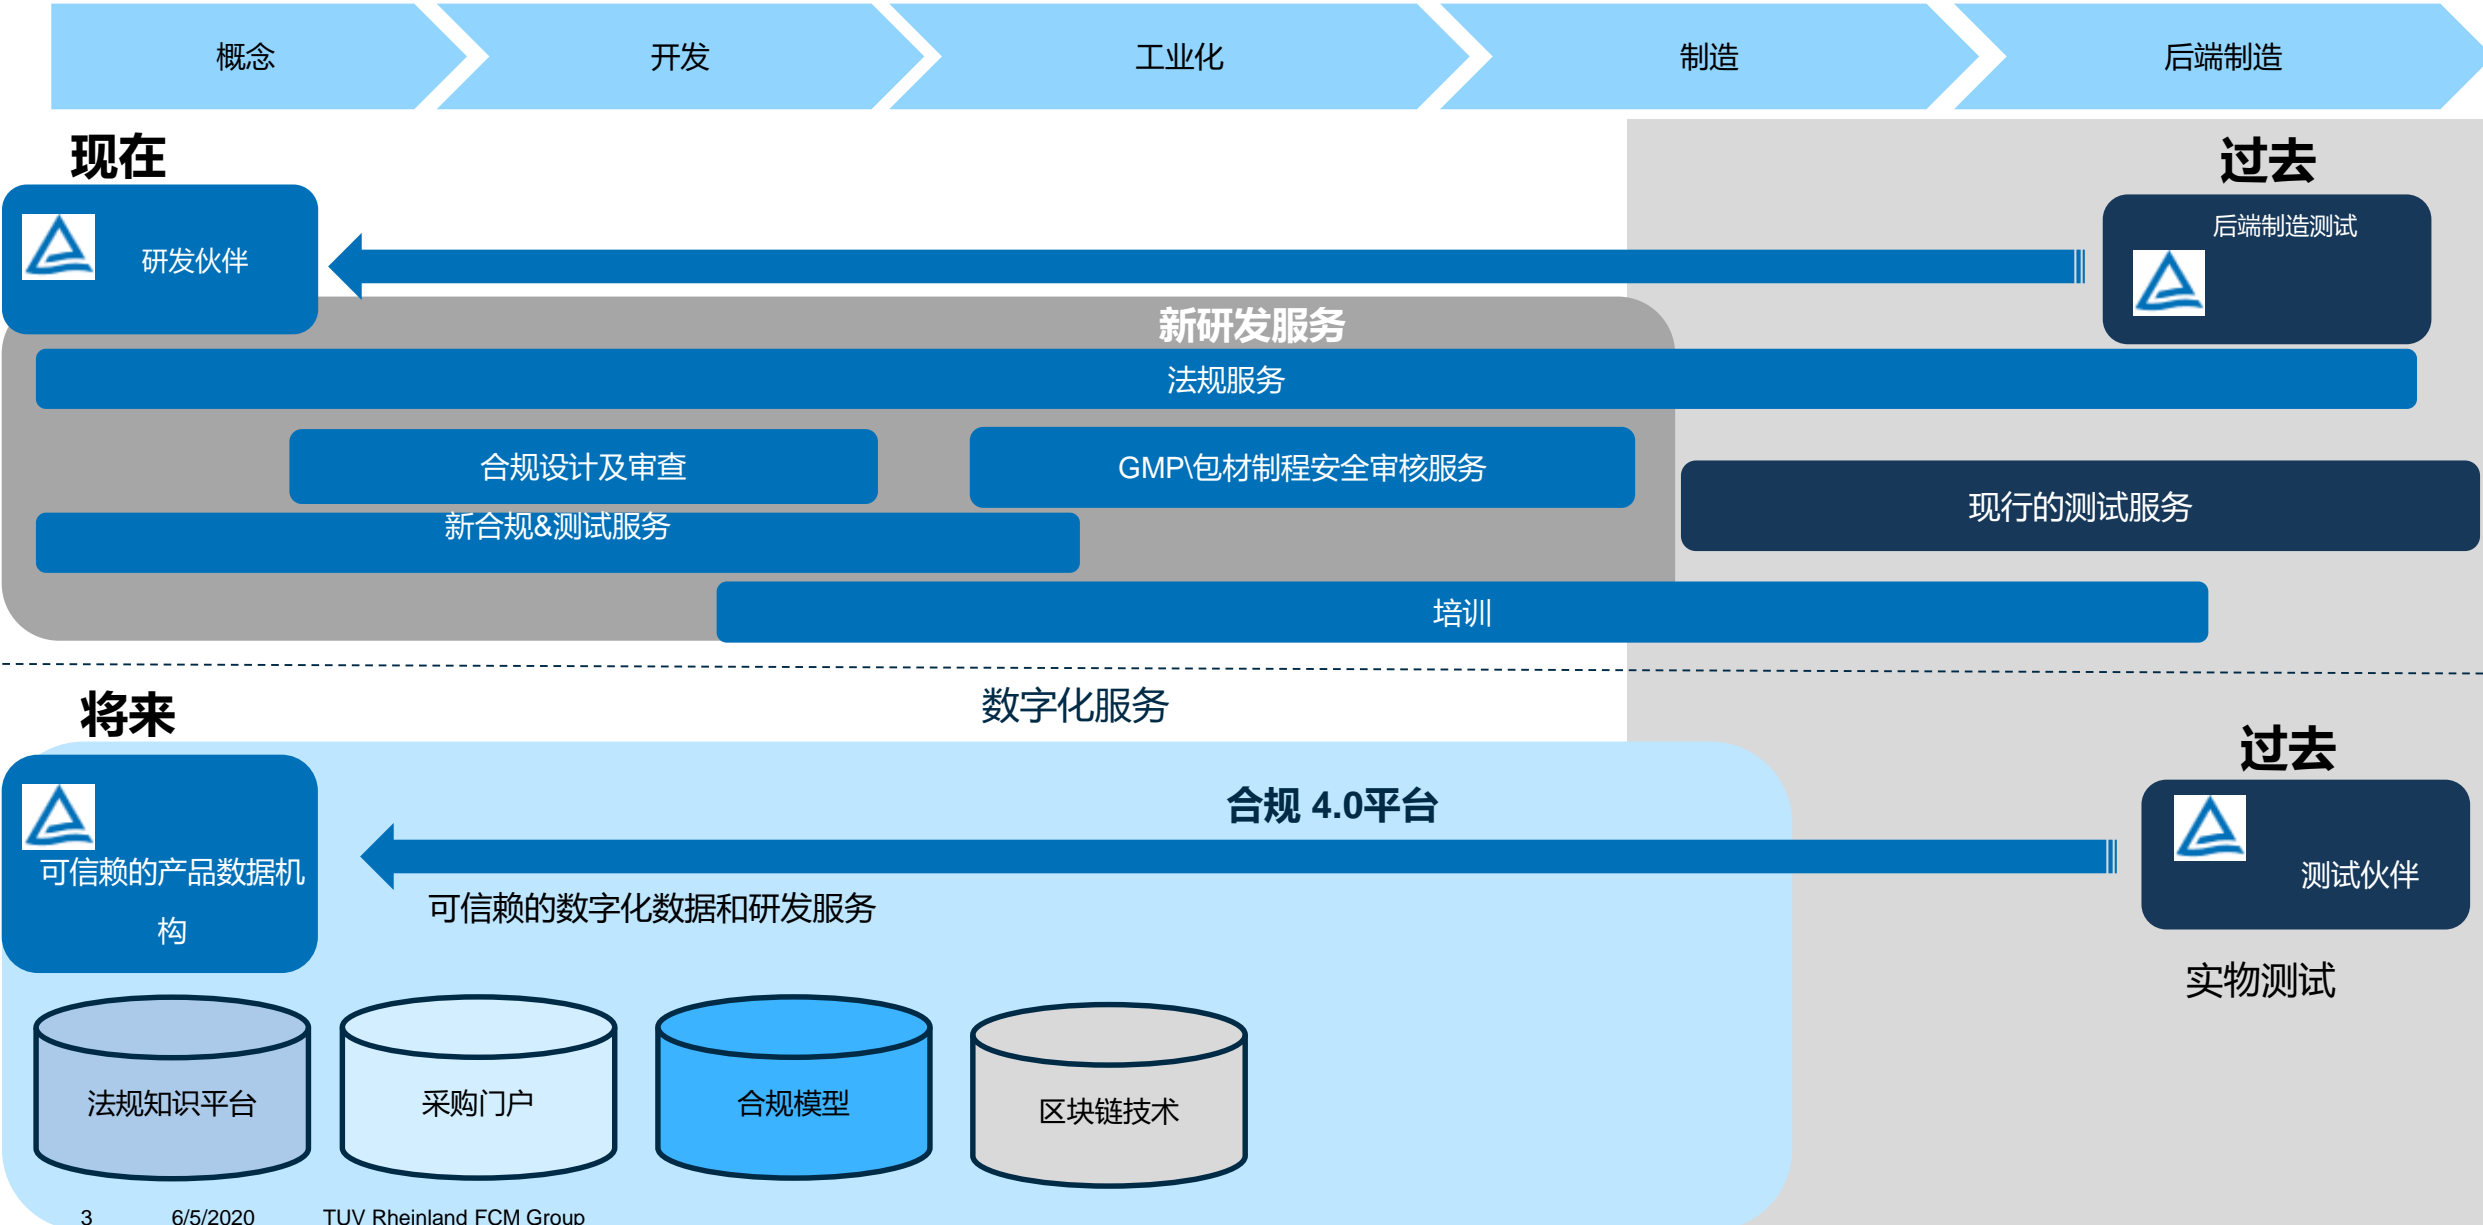 概念
开发
工业化
制造
后端制造
现在
过去
研发伙伴
后端制造测试
新研发服务
法规服务
合规设计及审查
GMP\包材制程安全审核服务
现行的测试服务
新合规&测试服务
培训
将来
数字化服务
过去
合规 4.0平台
可信赖的产品数据机
构
测试伙伴
可信赖的数字化数据和研发服务
实物测试
法规知识平台
采购门户
合规模型
区块链技术
3 6/5/2020 TUV Rheinland FCM Group